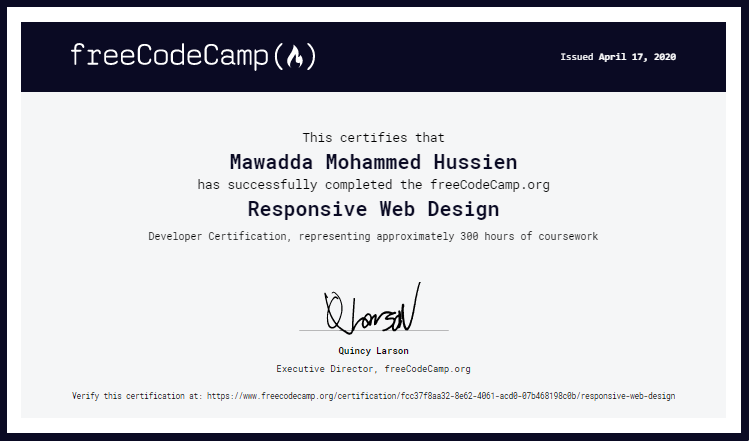 freeCodeCamp
Issued April 17, 2020
This certifies that
Mawadda Mohammed Hussien
has successfully completed the freeCodeCamp.org
Responsive Web Design
Developer Certification, representing approximately 300 hours of coursework
Q Larson
Quincy Larson
Executive Director, freeCodeCamp.org
Verify this certification at: https://www.freecodecamp.org/certification/fcc37f8aa32-8e62-4061-acd0-07b468198c0b/responsive-web-design